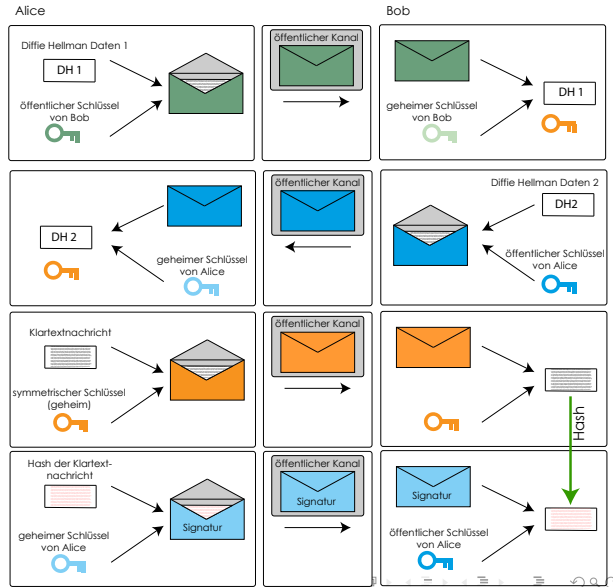 Alice
Bob
Diffie Hellman Daten 1
DH 1
öffentlicher Schlüssel
von Bob
öffentlicher Kanal
geheimer Schlüssel
von Bob
DH 1
DH 2
geheimer Schlüssel
von Alice
öffentlicher Kanal
Diffie Hellman Daten 2
DH2
öffentlicher Schlüssel
von Alice
Klartextnachricht
symmetrischer Schlüssel
(geheim)
öffentlicher Kanal
Hash
Hash der Klartext-
nachricht
geheimer Schlüssel
von Alice
Signatur
öffentlicher Kanal
Signatur
Signatur
öffentlicher Schlüssel
von Alice